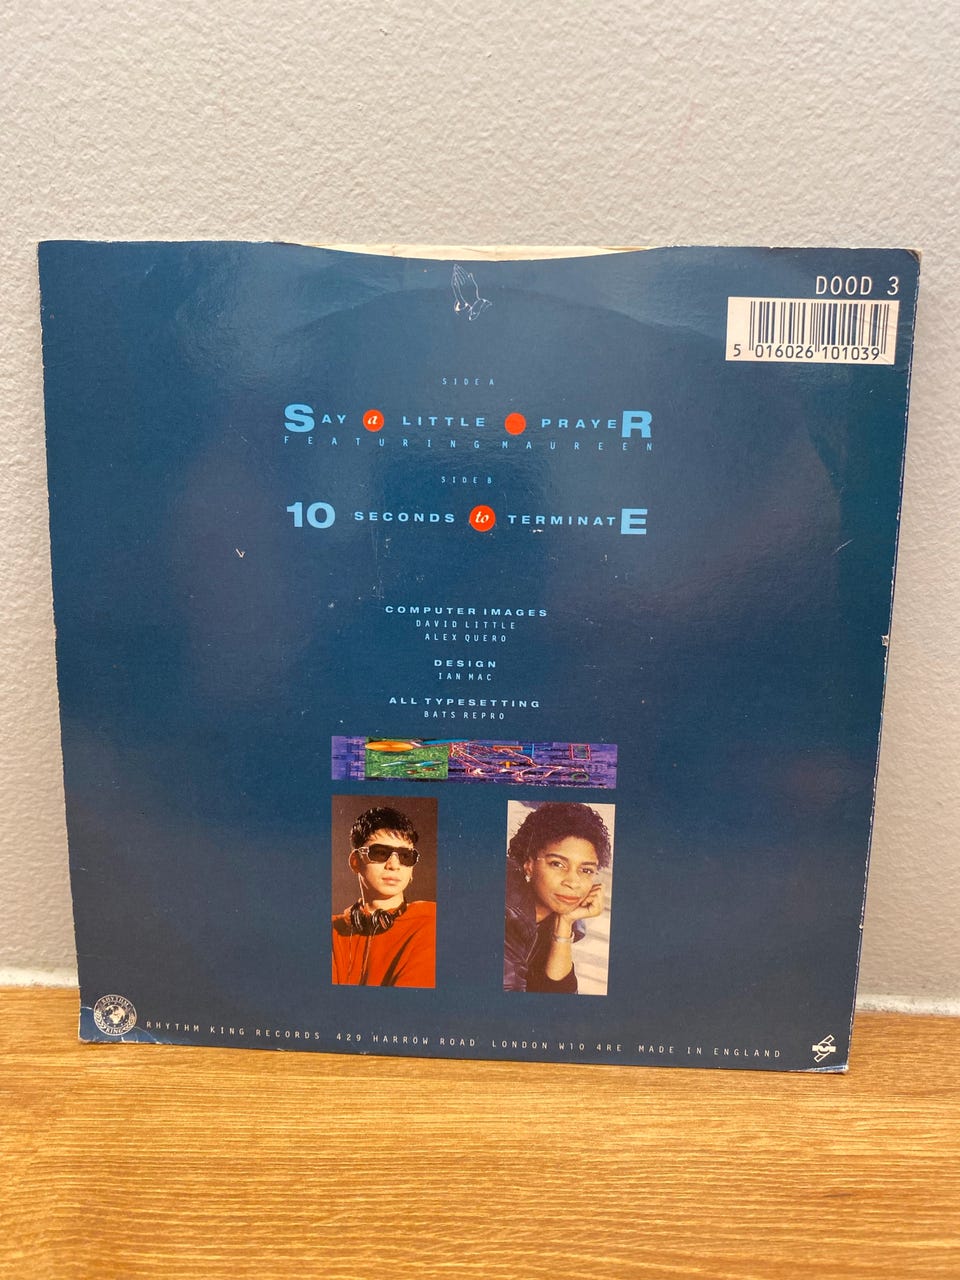 DOOD 3
5 016026 101039
SIDE A
SAY a LITTLE PRAYER
FEATURING MAUREEN
SIDE B
10 SECONDS to TERMINATE
COMPUTER IMAGES
DAVID LITTLE
ALEX QUERO
DESIGN
IAN MAC
ALL TYPESETTING
BATS REPRO
RHYTHM
KING
RHYTHM KING RECORDS 429 HARROW ROAD LONDON W10 4RE MADE IN ENGLAND